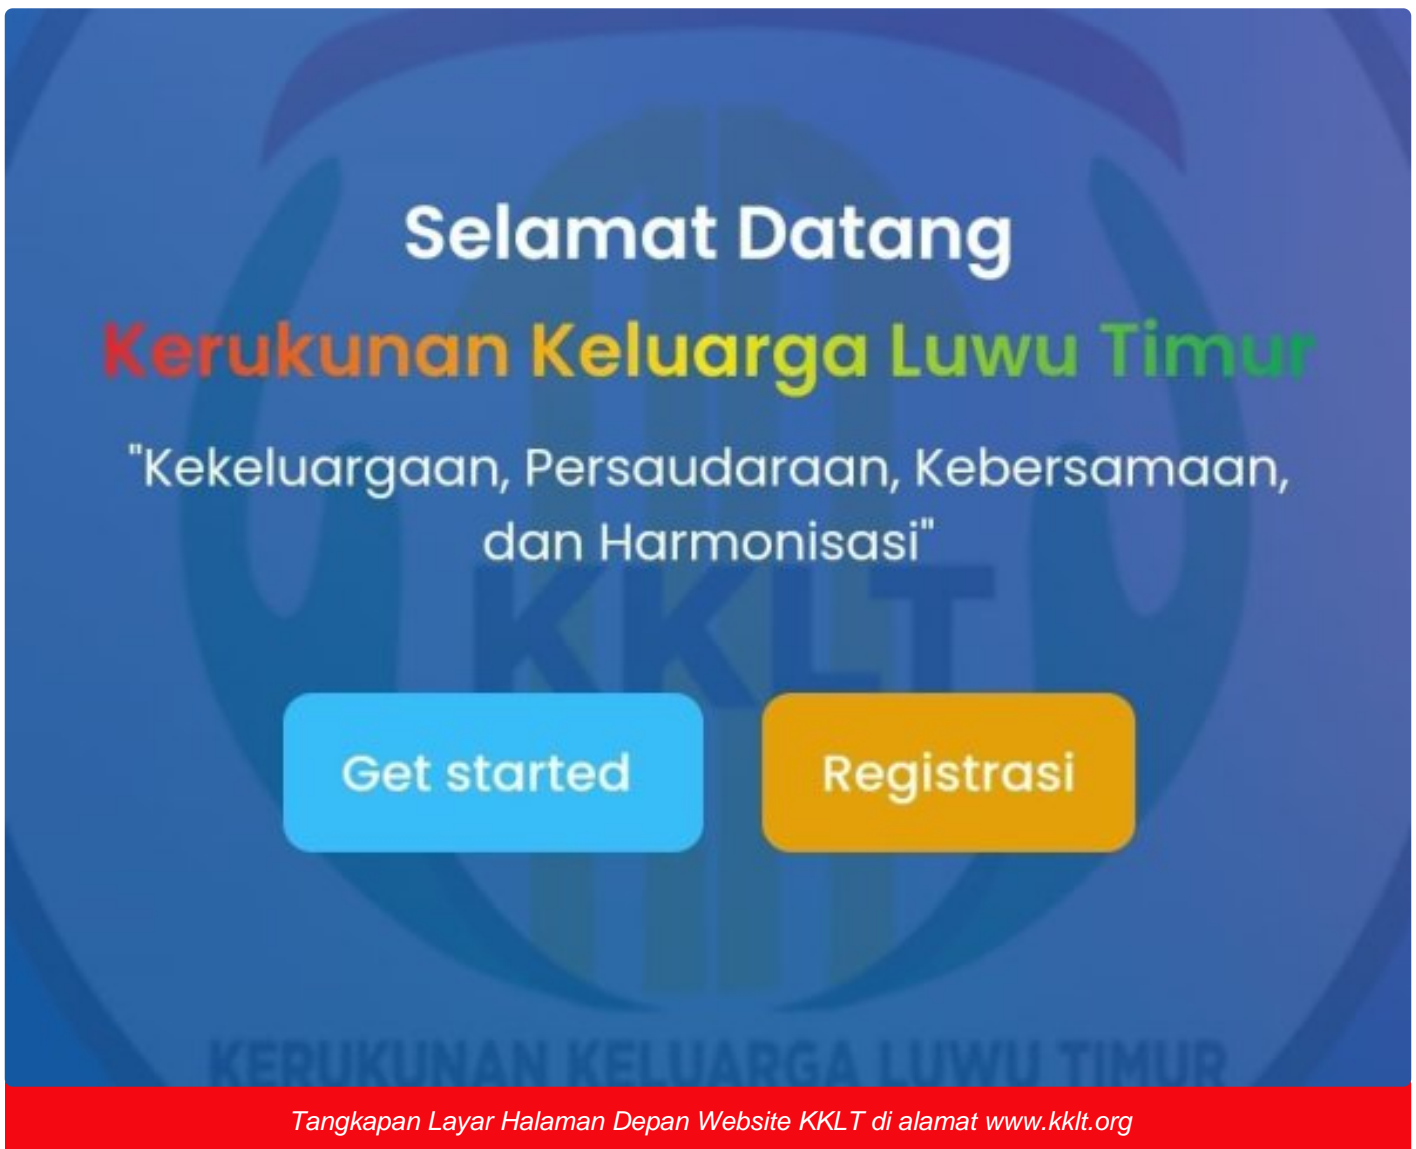 Selamat Datang
Kerukunan Keluarga Luwu Timur
"Kekeluargaan, Persaudaraan, Kebersamaan,
dan Harmonisasi"
KKLT
Get started
Registrasi
KERUKUNAN KELUARGA LUWU TIMUR
Tangkapan Layar Halaman Depan Website KKLT di alamat www.kklt.org